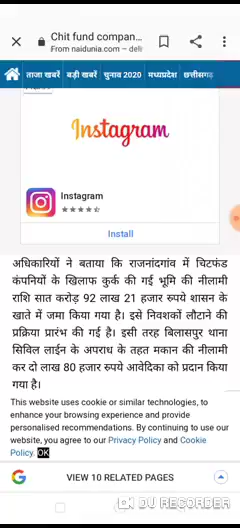 Chit fund compan...
From naidunia.com – deli
ताजा खबरें बड़ी खबरें चुनाव 2020 मध्यप्रदेश छत्तीसगढ़
Instagram
Instagram
Install
अधिकारियों ने बताया कि राजनांदगांव में चिटफंड
कंपनियों के खिलाफ कुर्क की गई भूमि की नीलामी
राशि सात करोड़ 92 लाख 21 हजार रुपये शासन के
खाते में जमा किया गया है। इसे निवशकों लौटाने की
प्रक्रिया प्रारंभ की गई है। इसी तरह बिलासपुर थाना
सिविल लाईन के अपराध के तहत मकान की नीलामी
कर दो लाख 80 हजार रुपये आवेदिका को प्रदान किया
गया है।
This website uses cookie or similar technologies, to
enhance your browsing experience and provide
personalised recommendations. By continuing to use our
website, you agree to our Privacy Policy and Cookie
Policy. OK
VIEW 10 RELATED PAGES
DU RECORDER